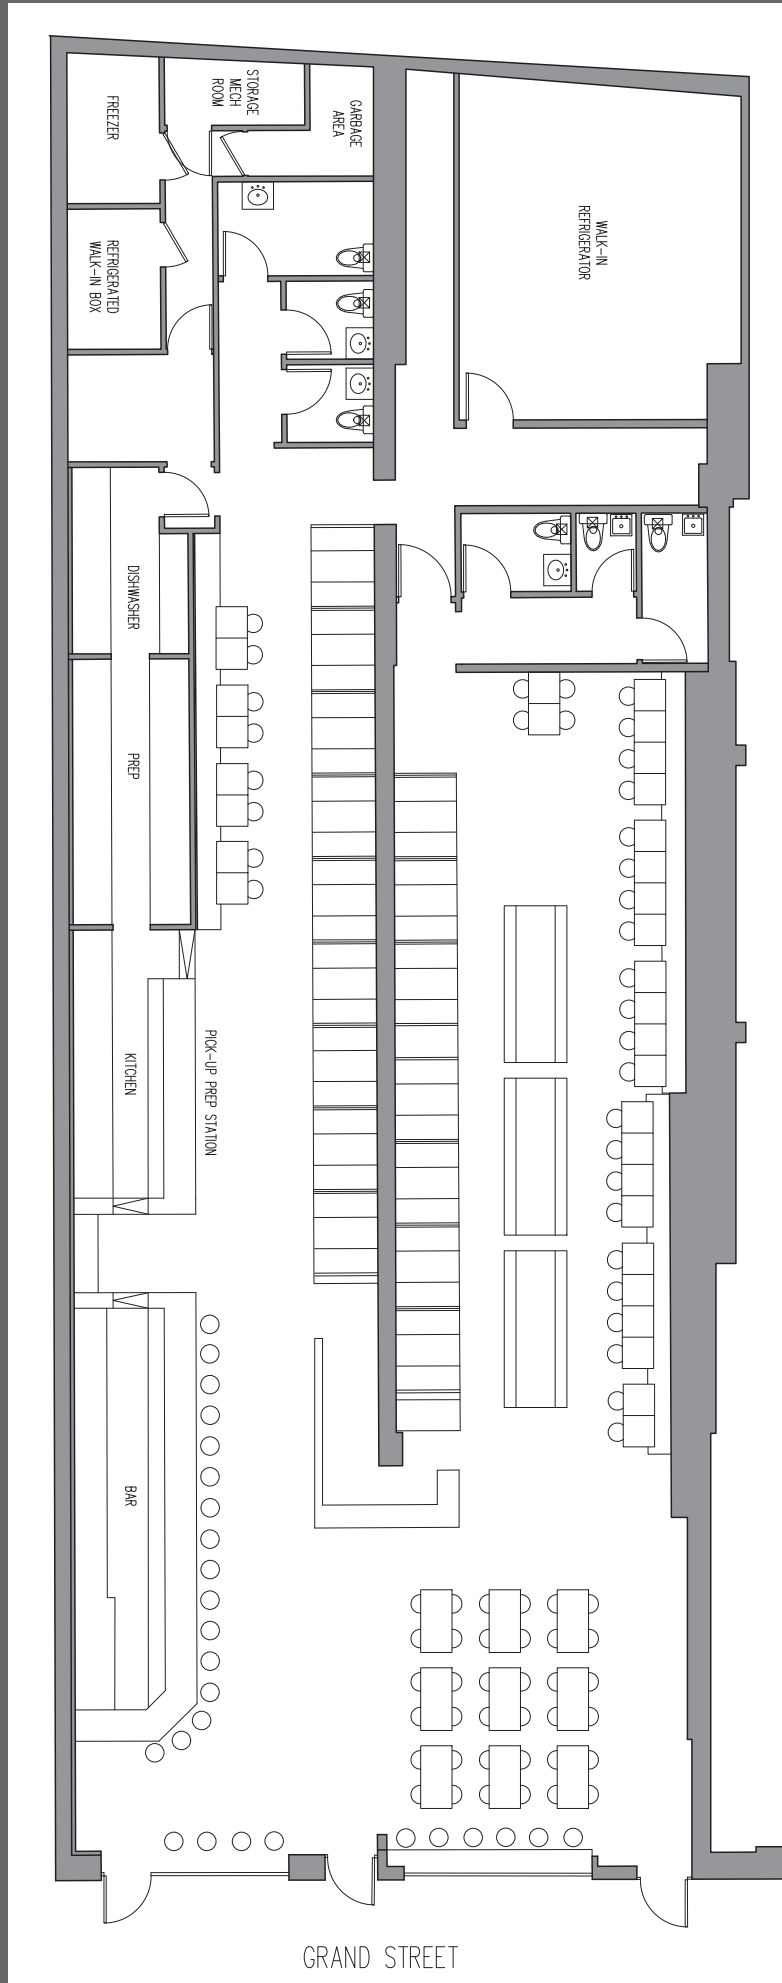 STORAGE
MECH
ROOM
GARBAGE
AREA
FREEZER
WALK-IN
REFRIGERATOR
REFRIGERATED
WALK-IN BOX
DISHWASHER
PREP
KITCHEN
PICK-UP PREP STATION
BAR
GRAND STREET